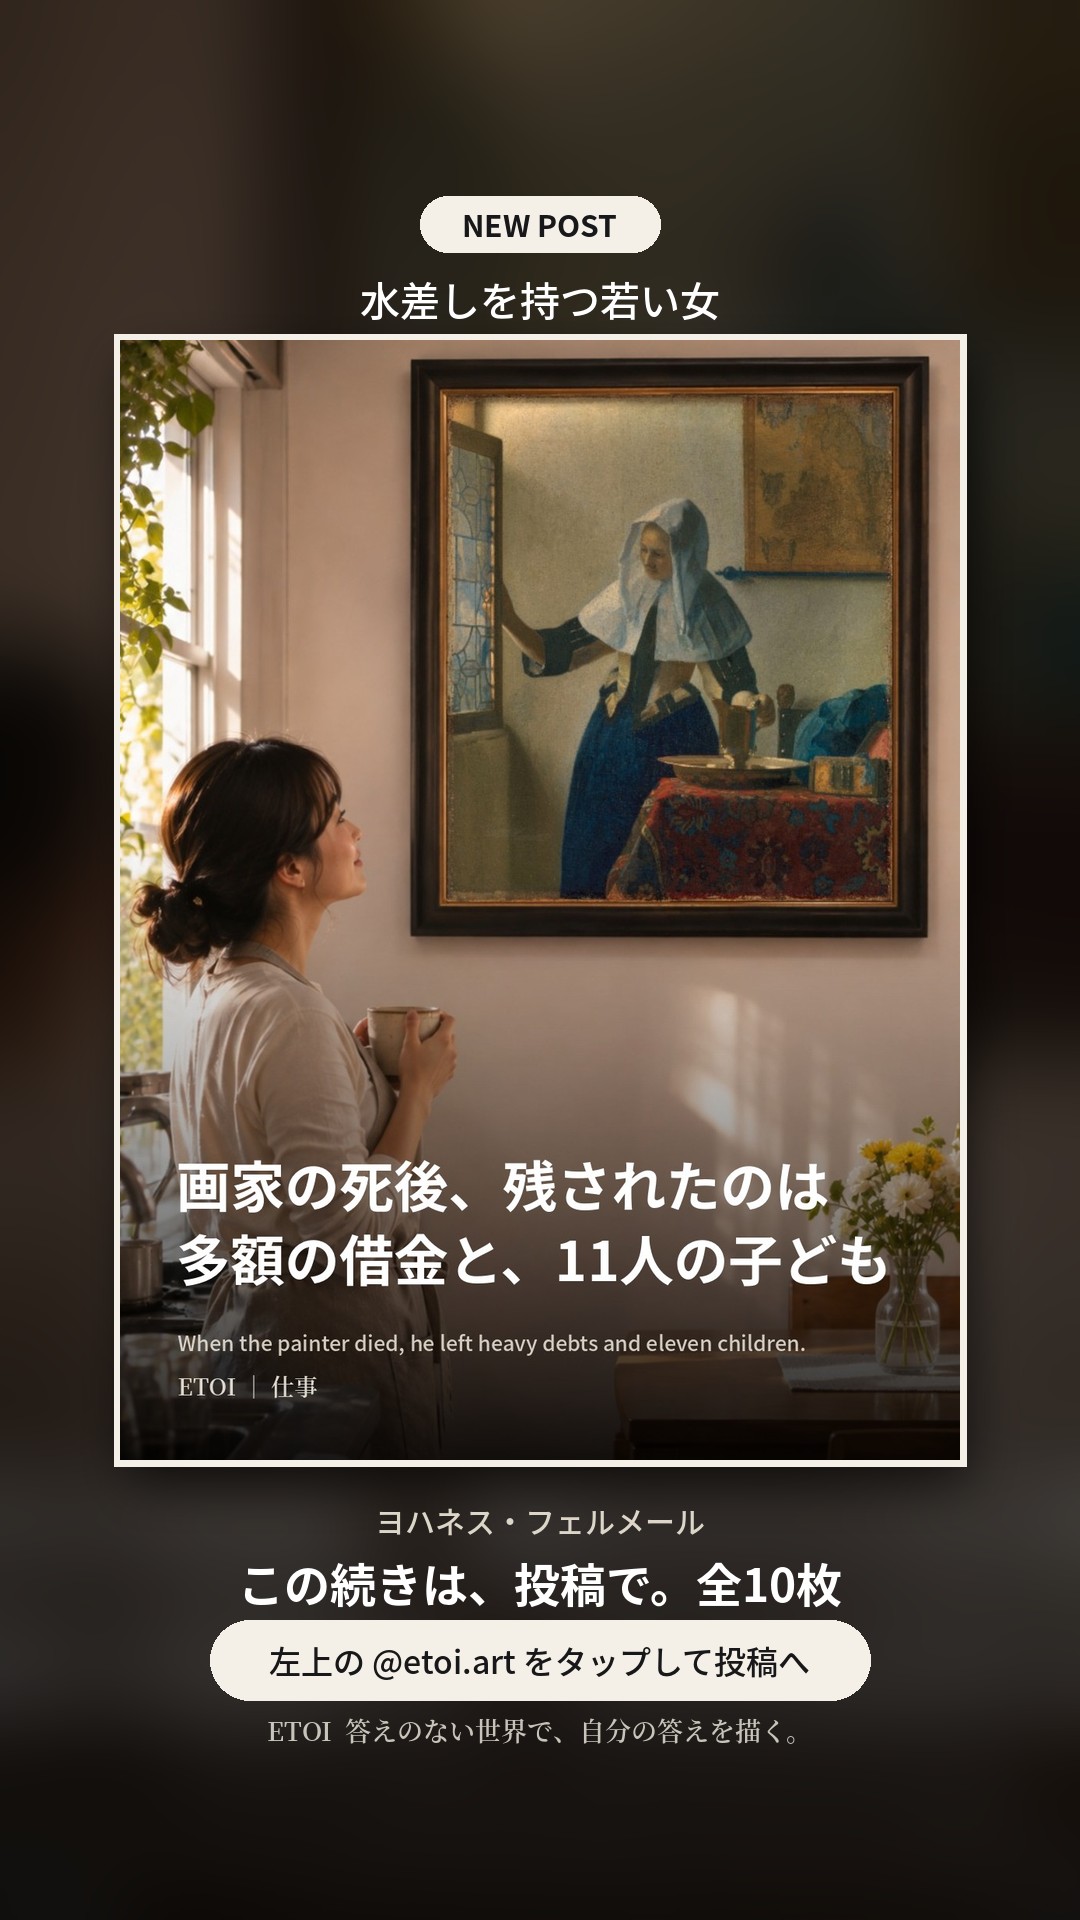 NEW POST
水差しを持つ若い女
画家の死後、残されたのは
多額の借金と、11人の子ども
When the painter died, he left heavy debts and eleven children.
ETOI｜仕事
ヨハネス・フェルメール
この続きは、投稿で。全10枚
左上の @etoi.art をタップして投稿へ
ETOI 答えのない世界で、自分の答えを描く。